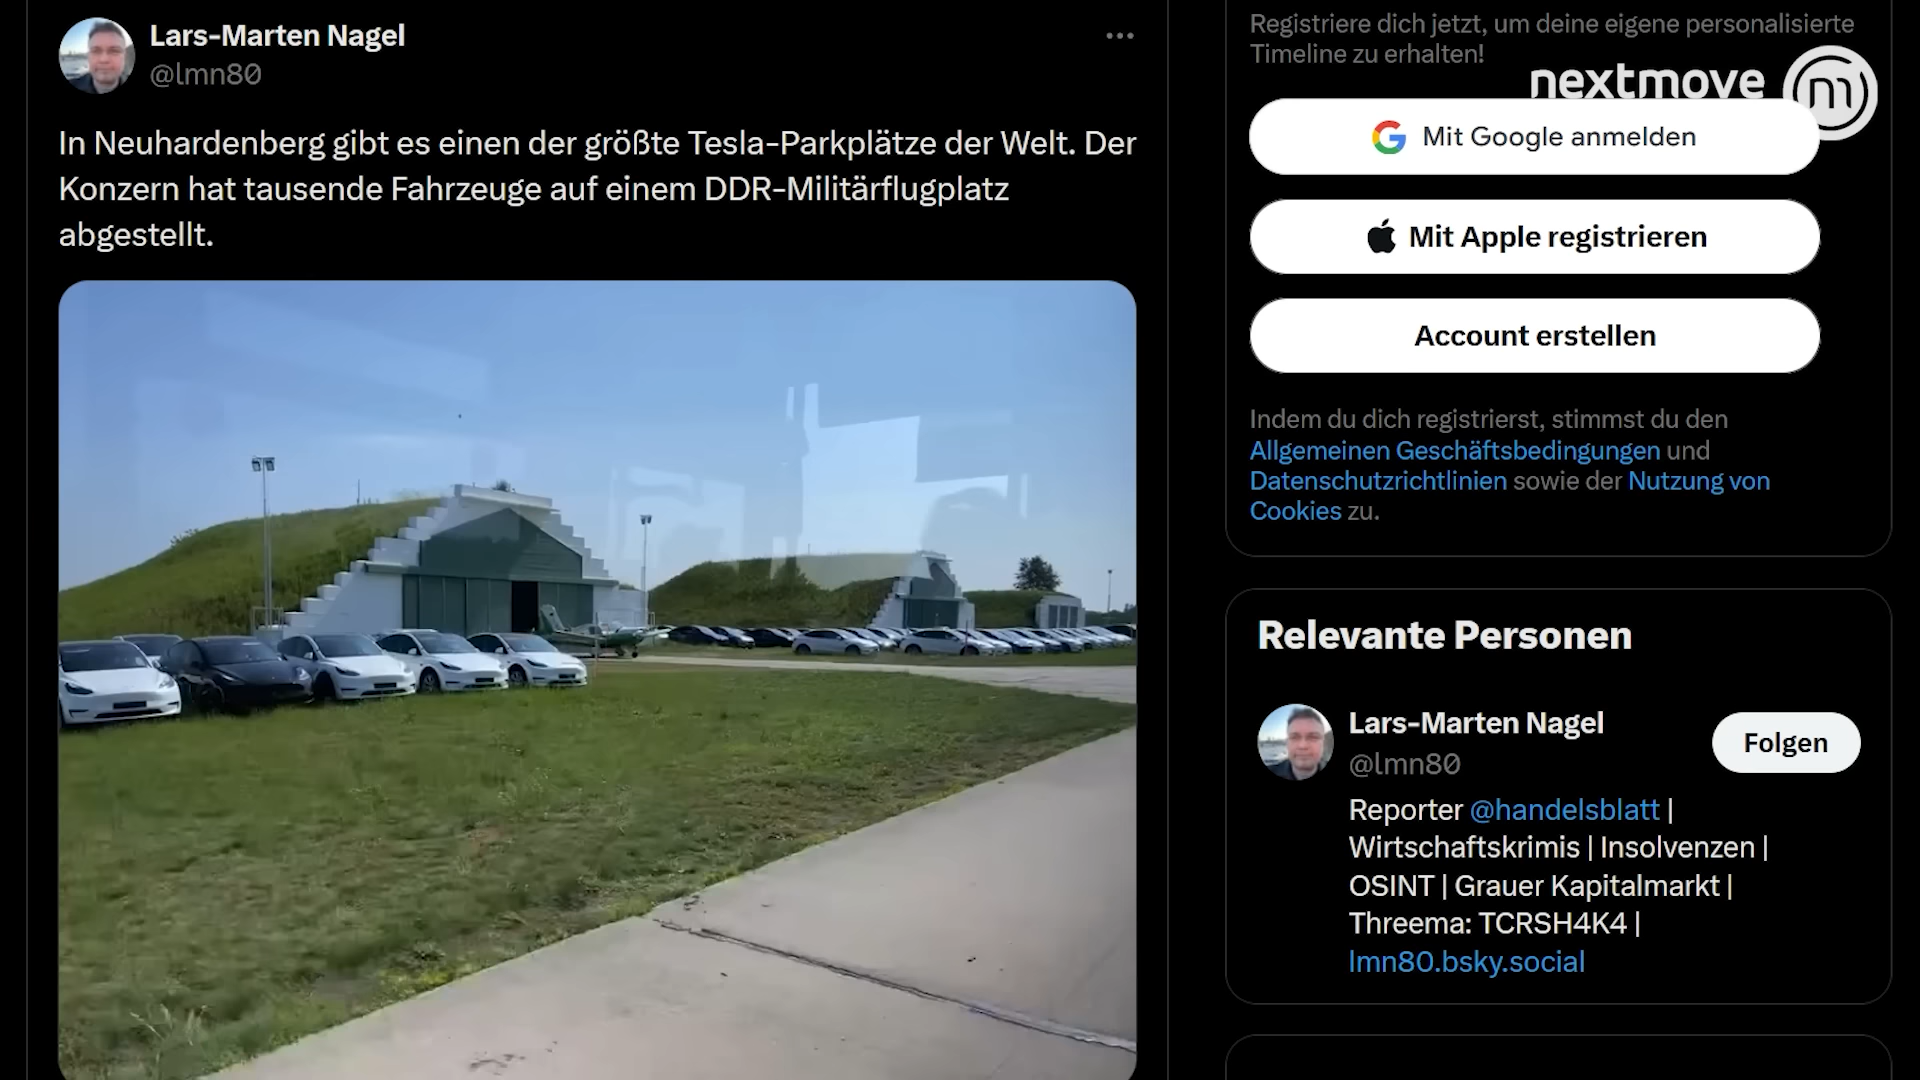 Lars-Marten Nagel
@lmn80
In Neuhardenberg gibt es einen der größte Tesla-Parkplätze der Welt. Der
Konzern hat tausende Fahrzeuge auf einem DDR-Militärflugplatz
abgestellt.
Registriere dich jetzt, um deine eigene personalisierte
Timeline zu erhalten!
nextmove
Mit Google anmelden
Mit Apple registrieren
Account erstellen
Indem du dich registrierst, stimmst du den
Allgemeinen Geschäftsbedingungen und
Datenschutzrichtlinien sowie der Nutzung von
Cookies zu.
Relevante Personen
Lars-Marten Nagel
@lmn80
Folgen
Reporter @handelsblatt |
Wirtschaftskrimis | Insolvenzen |
OSINT | Grauer Kapitalmarkt |
Threema: TCRSH4K4 |
lmn80.bsky.social